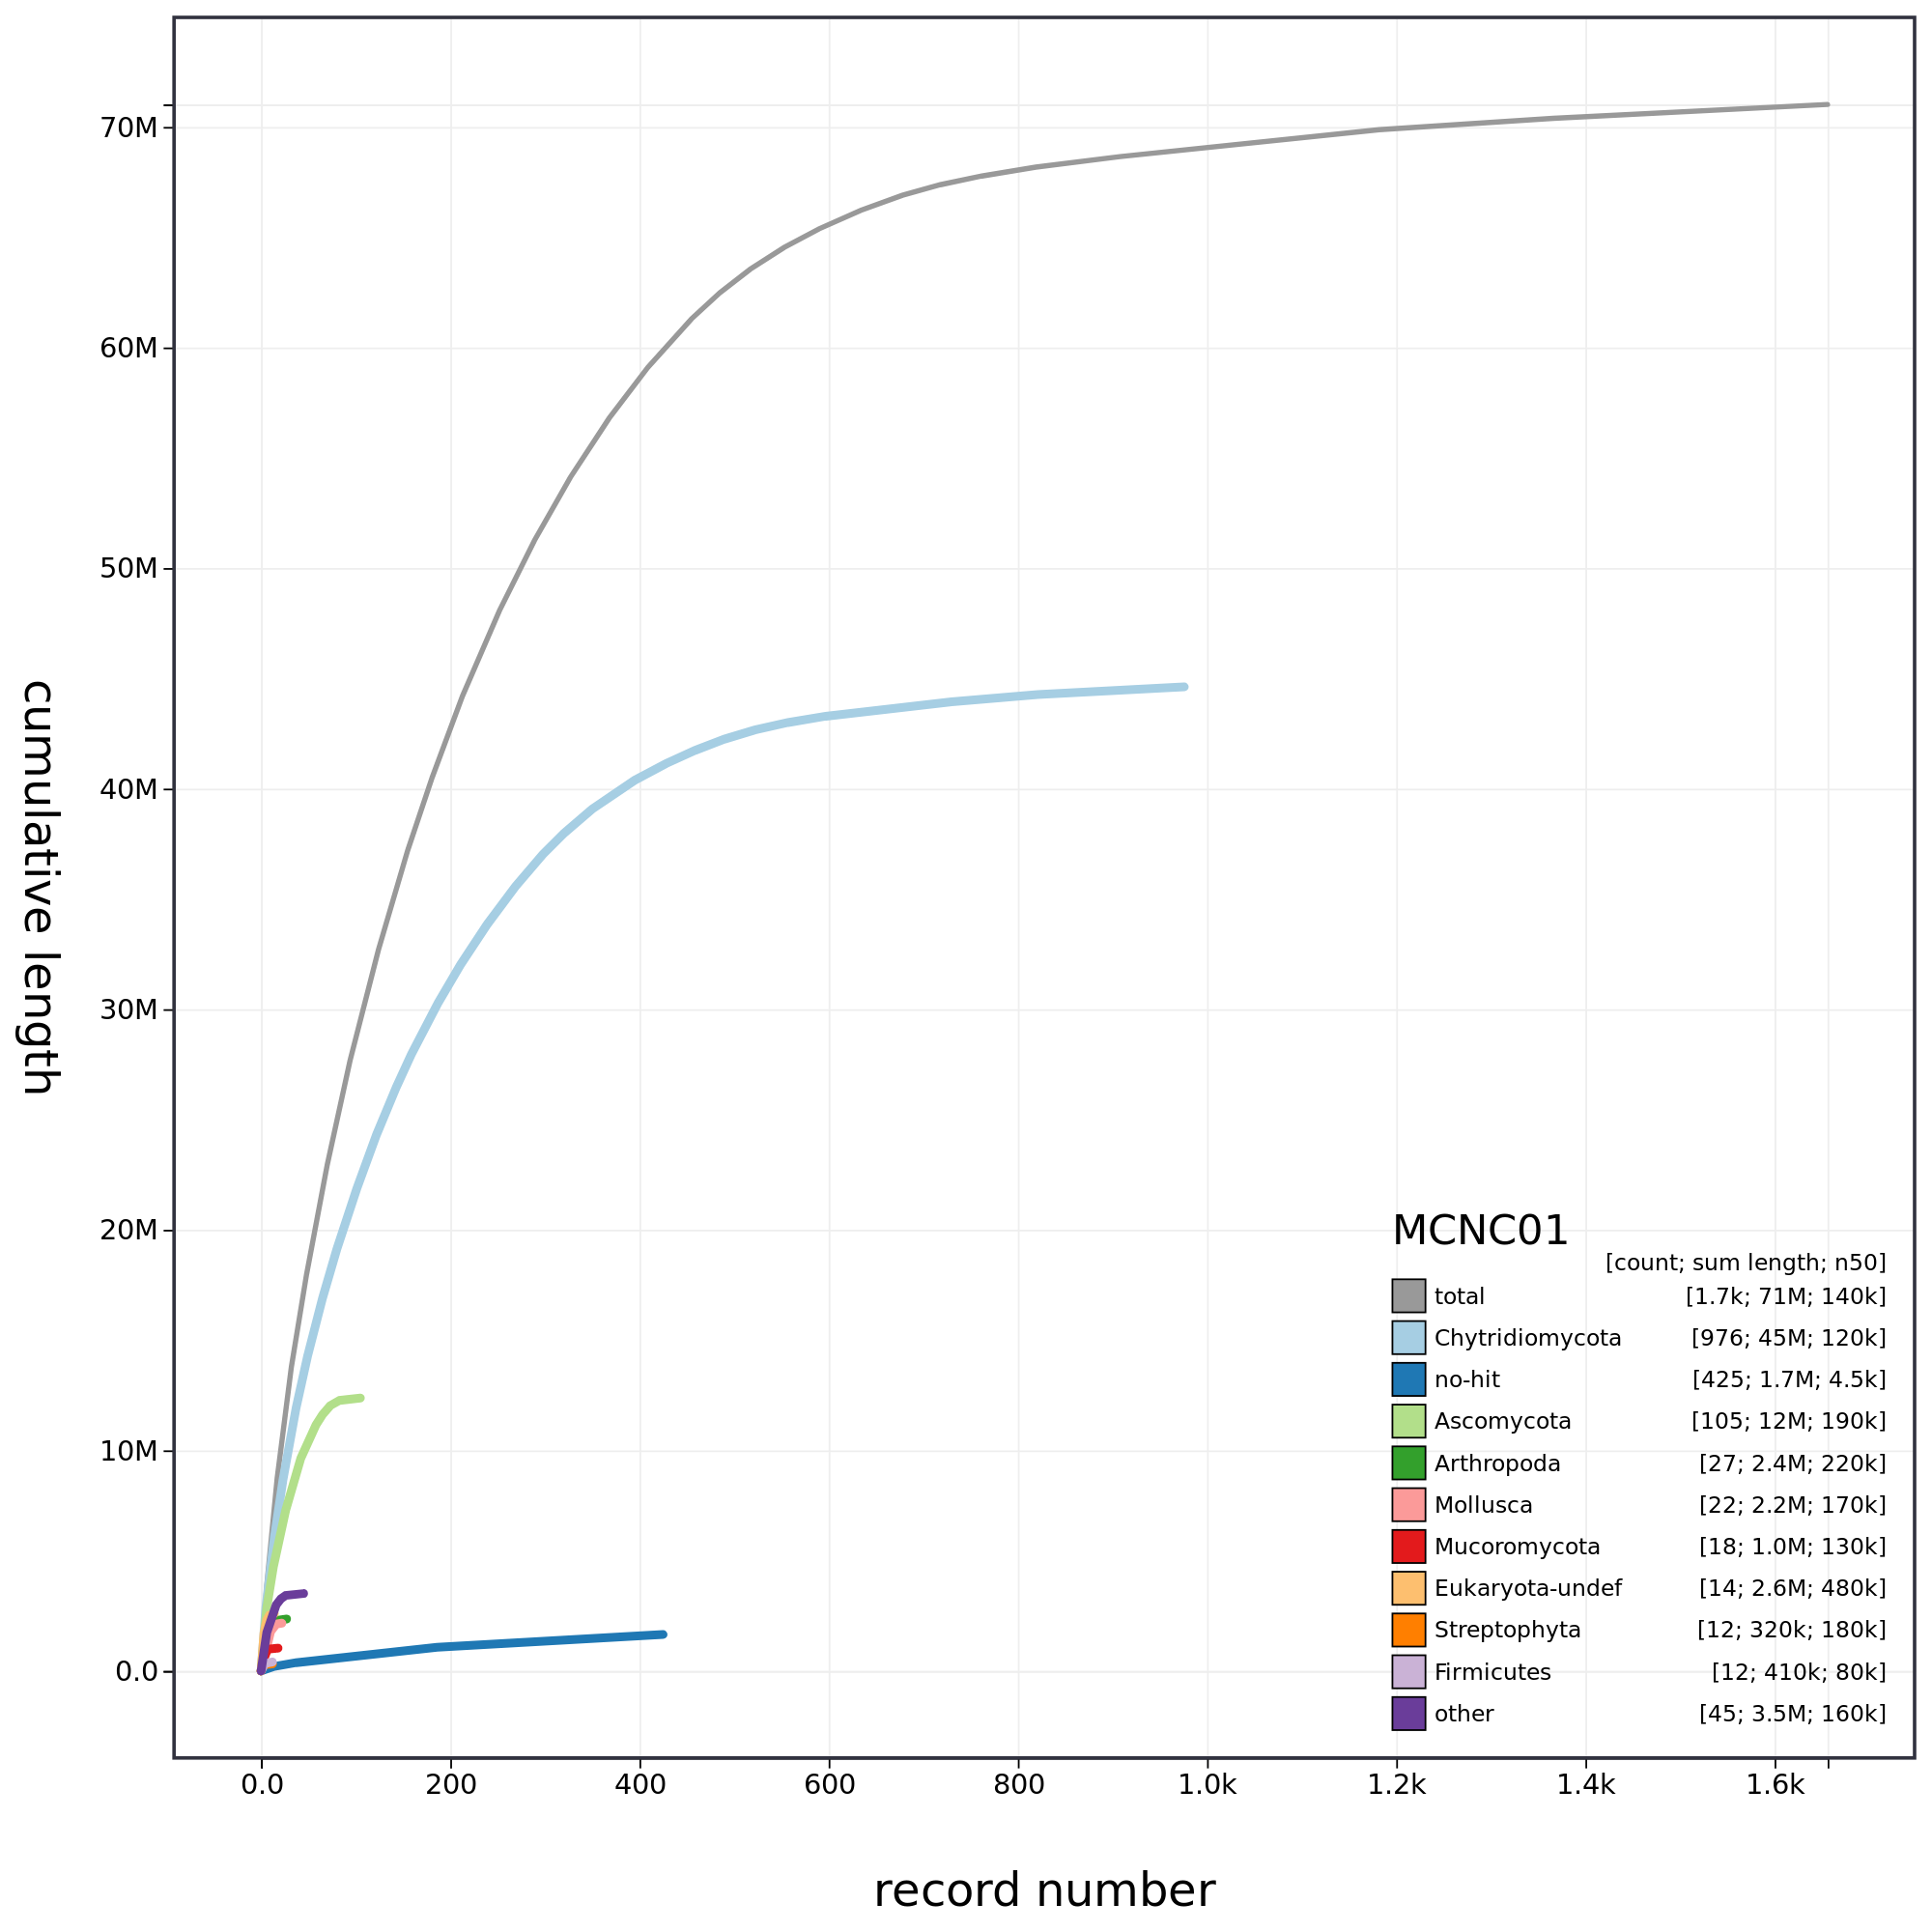 70M
60M
50M
40M
30M
20M
10M
0.0
cumulative length
MCNC01
[count; sum length; n50]
total [1.7k; 71M; 140k]
Chytridiomycota [976; 45M; 120k]
no-hit [425; 1.7M; 4.5k]
Ascomycota [105; 12M; 190k]
Arthropoda [27; 2.4M; 220k]
Mollusca [22; 2.2M; 170k]
Mucoromycota [18; 1.0M; 130k]
Eukaryota-undef [14; 2.6M; 480k]
Streptophyta [12; 320k; 180k]
Firmicutes [12; 410k; 80k]
other [45; 3.5M; 160k]
0.0 200 400 600 800 1.0k 1.2k 1.4k 1.6k
record number